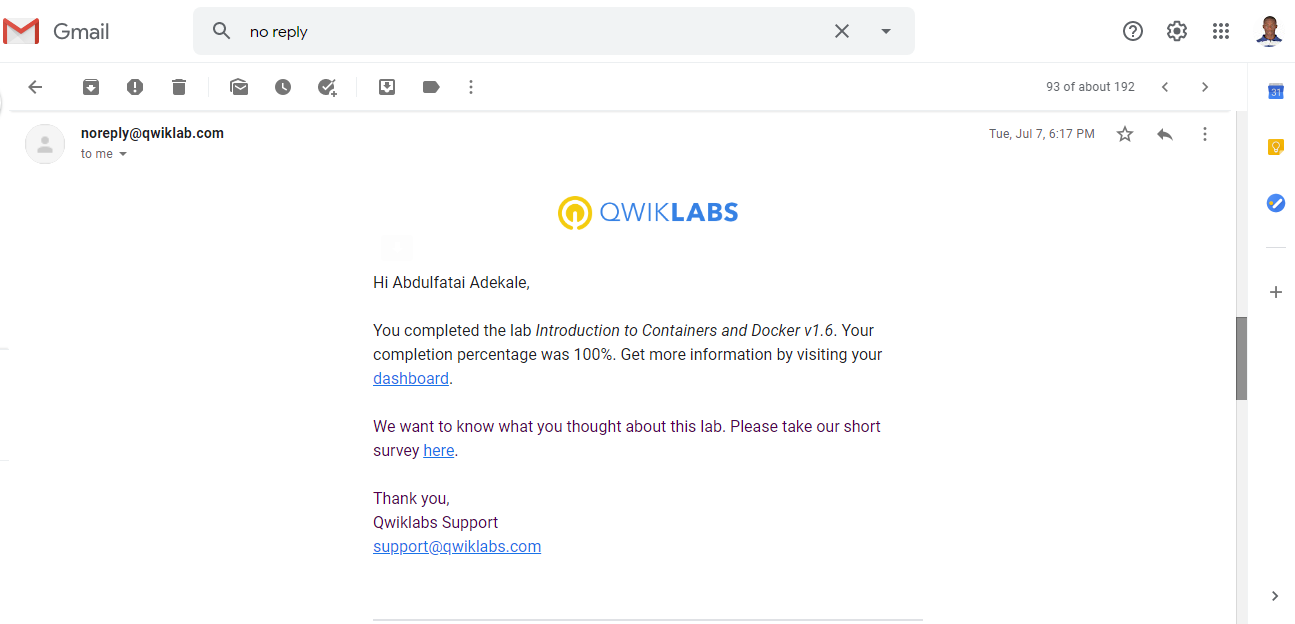 Gmail
no reply
93 of about 192
31
noreply@qwiklab.com
Tue, Jul 7, 6:17 PM
to me
QWIKLABS
Hi Abdulfatai Adekale,
You completed the lab Introduction to Containers and Docker v1.6. Your
completion percentage was 100%. Get more information by visiting your
dashboard.
We want to know what you thought about this lab. Please take our short
survey here.
Thank you,
Qwiklabs Support
support@qwiklabs.com